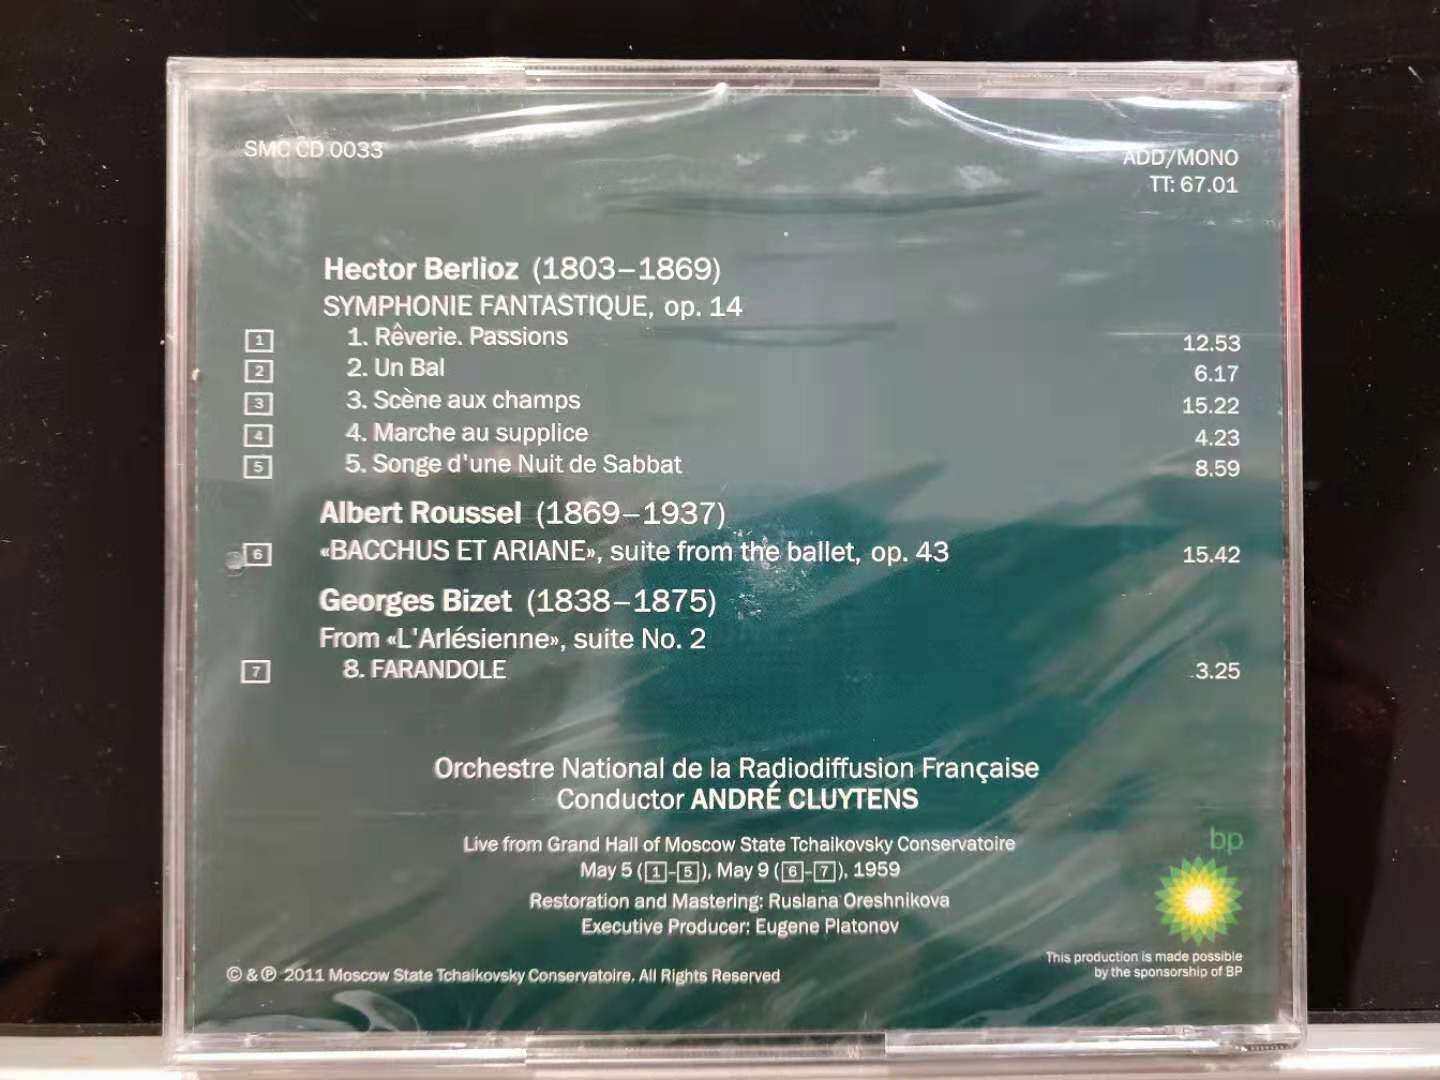 SMC CD 0033
ADD/MONO
TT: 67.01
Hector Berlioz (1803–1869)
SYMPHONIE FANTASTIQUE, op. 14
1 1. Rêverie. Passions 12.53
2 2. Un Bal 6.17
3 3. Scène aux champs 15.22
4 4. Marche au supplice 4.23
5 5. Songe d'une Nuit de Sabbat 8.59
Albert Roussel (1869–1937)
6 «BACCHUS ET ARIANE», suite from the ballet, op. 43 15.42
Georges Bizet (1838–1875)
From «L'Arlésienne», suite No. 2
7 8. FARANDOLE 3.25
Orchestre National de la Radiodiffusion Française
Conductor ANDRÉ CLUYTENS
Live from Grand Hall of Moscow State Tchaikovsky Conservatoire
May 5 (1–5), May 9 (6–7), 1959
Restoration and Mastering: Ruslana Oreshnikova
Executive Producer: Eugene Platonov
bp
This production is made possible
by the sponsorship of BP
© & ℗ 2011 Moscow State Tchaikovsky Conservatoire. All Rights Reserved